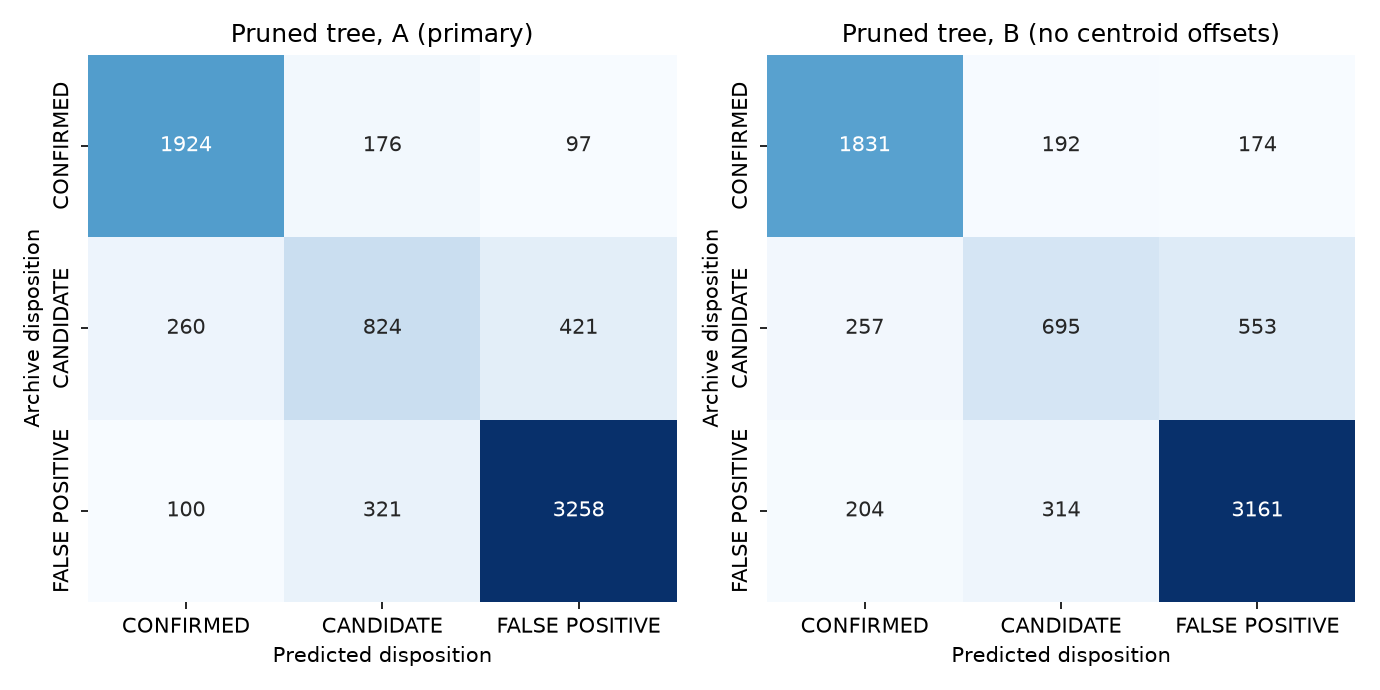 Pruned tree, A (primary)
Archive disposition
CONFIRMED
CANDIDATE
FALSE POSITIVE
1924 176 97
260 824 421
100 321 3258
CONFIRMED CANDIDATE FALSE POSITIVE
Predicted disposition
Pruned tree, B (no centroid offsets)
Archive disposition
CONFIRMED
CANDIDATE
FALSE POSITIVE
1831 192 174
257 695 553
204 314 3161
CONFIRMED CANDIDATE FALSE POSITIVE
Predicted disposition